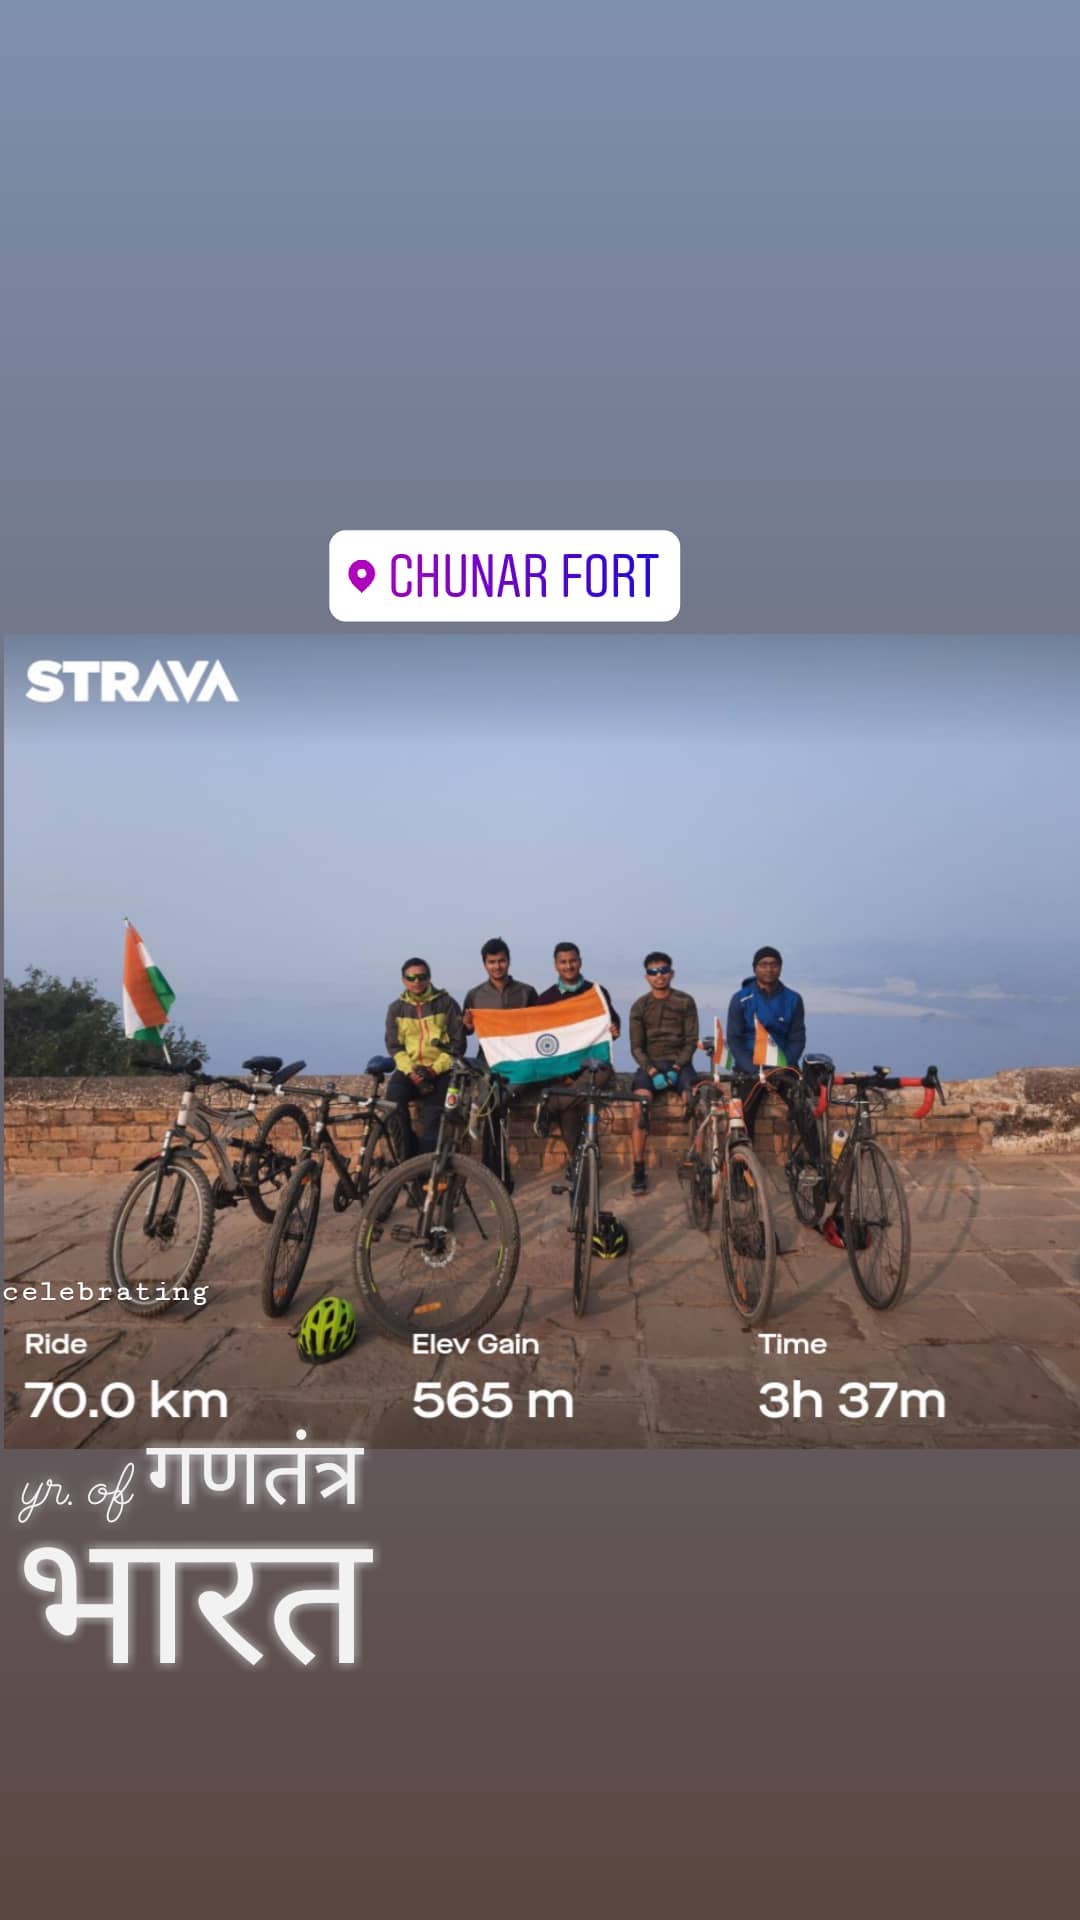 CHUNAR FORT
STRAVA
celebrating
Ride Elev Gain Time
70.0 km 565 m 3h 37m
yr. of गणतंत्र
भारत